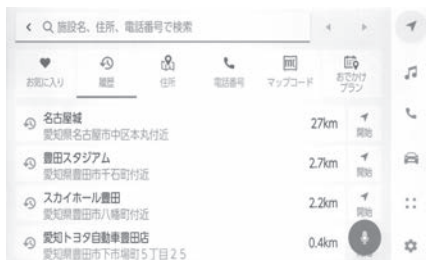 施設名、住所、電話番号で検索
お気に入り
履歴
住所
電話番号
マップコード
おでかけ
プラン
名古屋城
愛知県名古屋市中区本丸付近
27km
開始
豊田スタジアム
愛知県豊田市千石町付近
2.7km
開始
スカイホール豊田
愛知県豊田市八幡町付近
2.2km
開始
愛知トヨタ自動車豊田店
愛知県豊田市下市場町5丁目25
0.4km